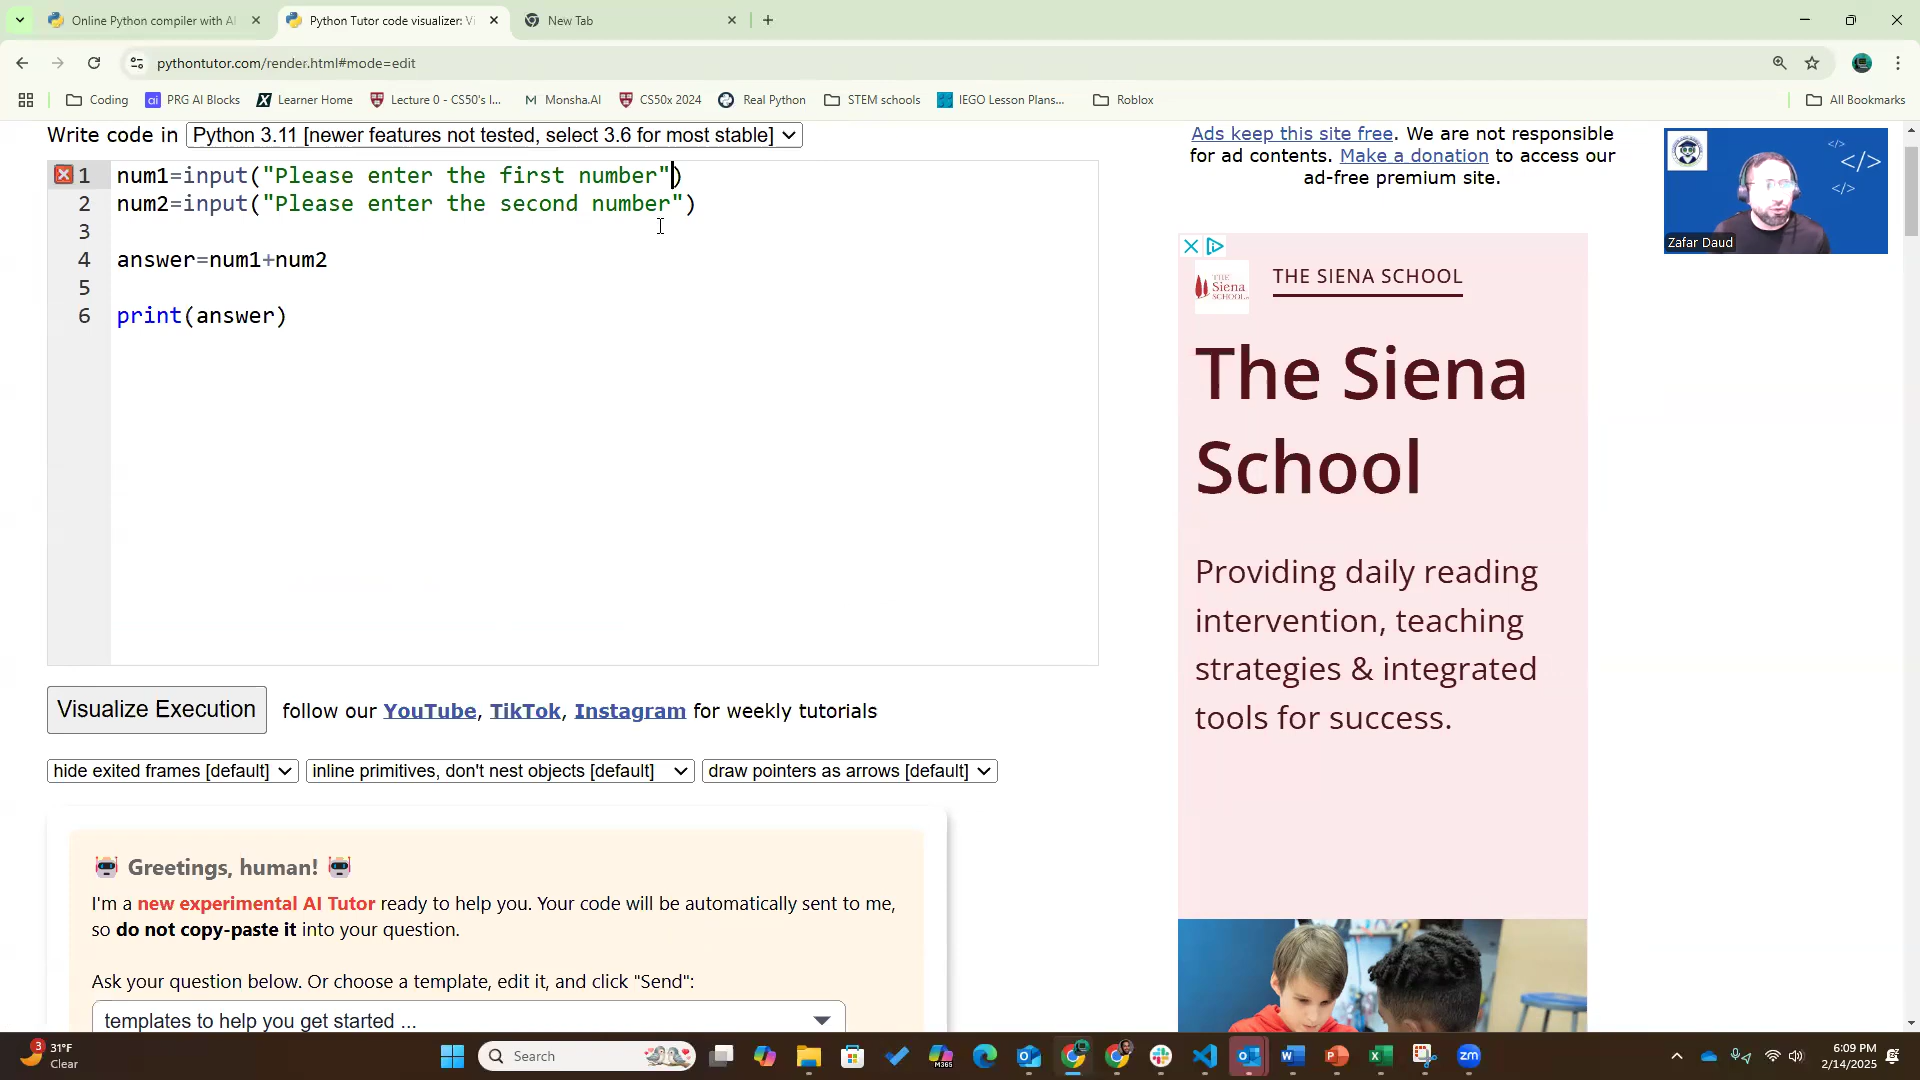 Online Python compiler with AI
Python Tutor code visualizer: Vi
New Tab
pythontutor.com/render.html#mode=edit
Coding
ai PRG AI Blocks
Learner Home
Lecture 0 - CS50's I...
M Monsha.AI
CS50x 2024
Real Python
STEM schools
IEGO Lesson Plans...
Roblox
All Bookmarks
Write code in Python 3.11 [newer features not tested, select 3.6 for most stable]
1 num1=input("Please enter the first number")
2 num2=input("Please enter the second number")
3
4 answer=num1+num2
5
6 print(answer)
Visualize Execution
follow our YouTube, TikTok, Instagram for weekly tutorials
hide exited frames [default]
inline primitives, don't nest objects [default]
draw pointers as arrows [default]
Greetings, human!
I'm a new experimental AI Tutor ready to help you. Your code will be automatically sent to me,
so do not copy-paste it into your question.
Ask your question below. Or choose a template, edit it, and click "Send":
templates to help you get started ...
Ads keep this site free. We are not responsible
for ad contents. Make a donation to access our
ad-free premium site.
THE Siena SCHOOL
THE SIENA SCHOOL
The Siena
School
Providing daily reading
intervention, teaching
strategies & integrated
tools for success.
</>
</>
</>
Zafar Daud
3
31°F
Clear
Search
M365
zm
6:09 PM
2/14/2025